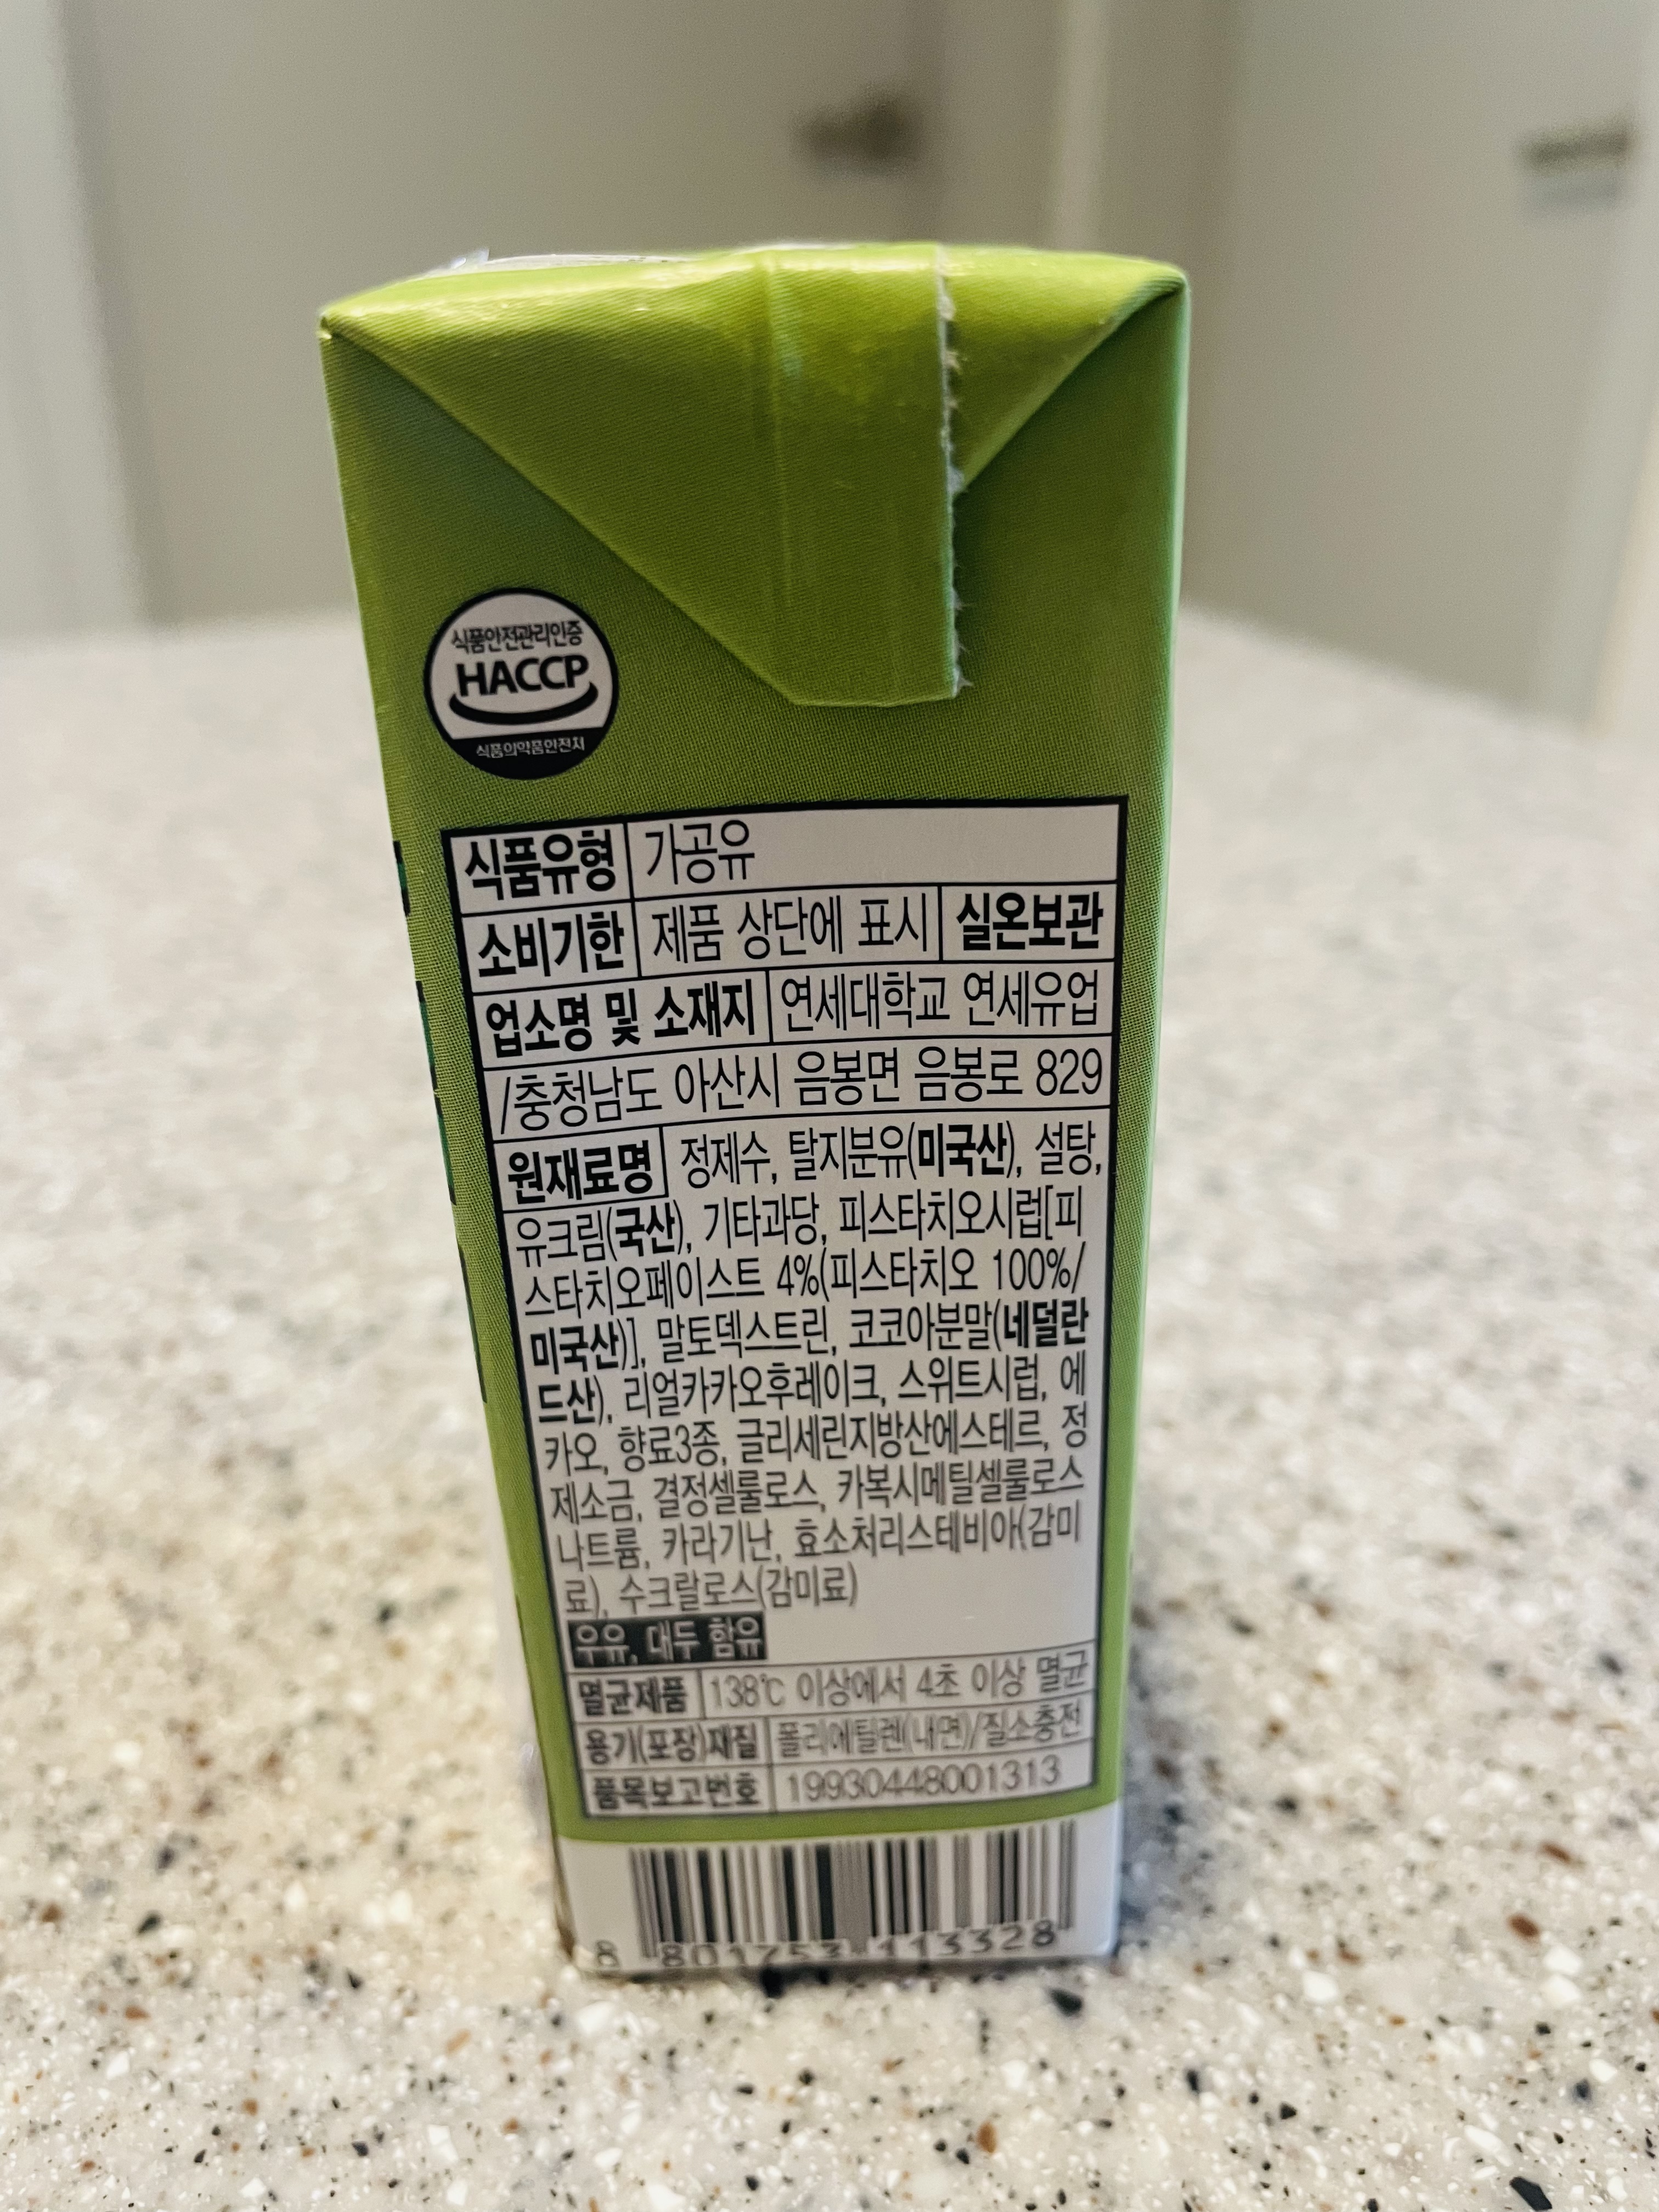 식품안전관리인증
HACCP
식품의약품안전처
식품유형 가공유
소비기한 제품 상단에 표시 실온보관
업소명 및 소재지 연세대학교 연세유업
/충청남도 아산시 음봉면 음봉로 829
원재료명 정제수, 탈지분유(미국산), 설탕,
유크림(국산), 기타과당, 피스타치오시럽[피
스타치오페이스트 4%(피스타치오 100%/
미국산)], 말토덱스트린, 코코아분말(네덜란
드산), 리얼카카오후레이크, 스위트시럽, 에
카오, 향료3종, 글리세린지방산에스테르, 정
제소금, 결정셀룰로스, 카복시메틸셀룰로스
나트륨, 카라기난, 효소처리스테비아(감미
료), 수크랄로스(감미료)
우유, 대두 함유
멸균제품 138℃ 이상에서 4초 이상 멸균
용기(포장)재질 폴리에틸렌(내면)/질소충전
품목보고번호 19930448001313
8 801753 113328